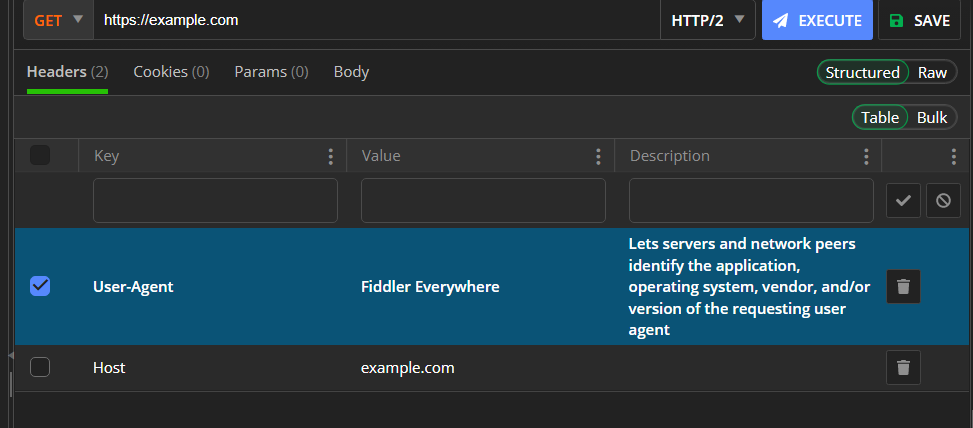 GET https://example.com HTTP/2 EXECUTE SAVE
Headers (2) Cookies (0) Params (0) Body Structured Raw
Table Bulk
Key Value Description
User-Agent Fiddler Everywhere Lets servers and network peers
identify the application,
operating system, vendor, and/or
version of the requesting user
agent
Host example.com